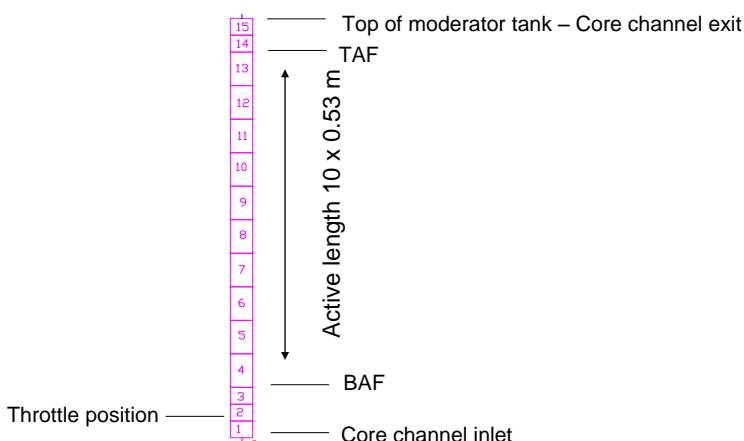 15
Top of moderator tank – Core channel exit
14
TAF
13
12
11
10
9
8
7
6
5
4
Active length 10 x 0.53 m
BAF
3
Throttle position
2
1
Core channel inlet